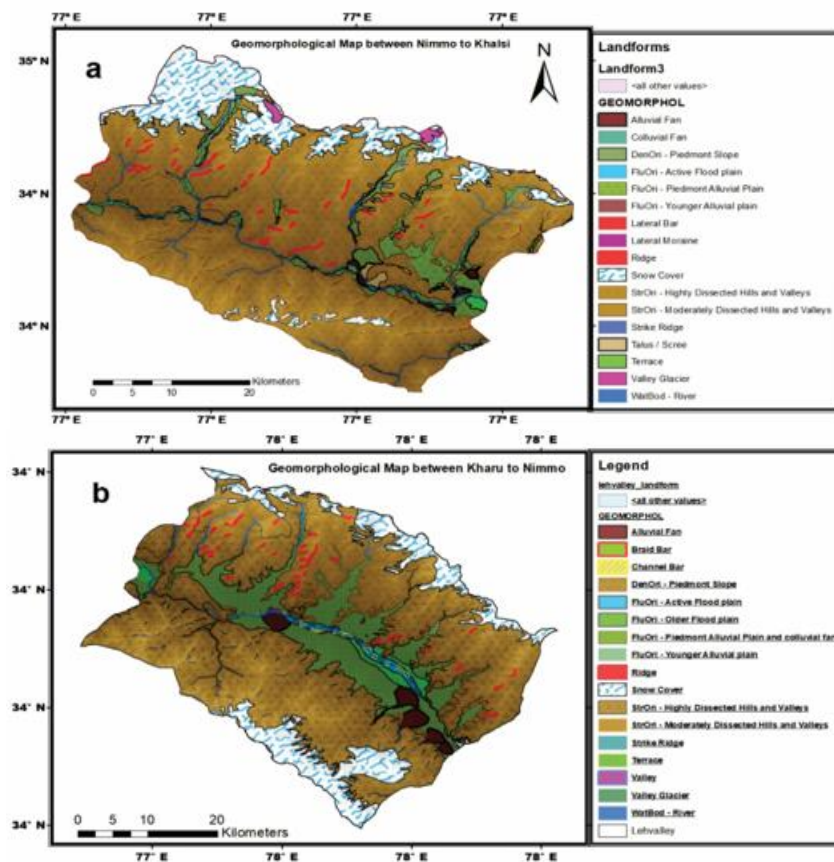 77° E 77° E 77° E 77° E
Geomorphological Map between Nimmo to Khalsi
a
N
35° N
34° N
34° N
Kilometers
0 5 10 20
77° E 77° E 77° E 77° E
Landforms
Landform3
<all other values>
GEOMORPHOL
Alluvial Fan
Colluvial Fan
DenOri - Piedmont Slope
FluOri - Active Flood plain
FluOri - Piedmont Alluvial Plain
FluOri - Younger Alluvial plain
Lateral Bar
Lateral Moraine
Ridge
Snow Cover
StrOri - Highly Dissected Hills and Valleys
StrOri - Moderately Dissected Hills and Valleys
Strike Ridge
Talus / Scree
Terrace
Valley Glacier
WatBod - River
77° E 78° E 78° E 78° E
Geomorphological Map between Kharu to Nimmo
b
34° N
34° N
34° N
34° N
0 5 10 20
Kilometers
77° E 78° E 78° E 78° E
Legend
lehvalley_landform
<all other values>
GEOMORPHOL
Alluvial Fan
Braid Bar
Channel Bar
DenOri - Piedmont Slope
FluOri - Active Flood plain
FluOri - Older Flood plain
FluOri - Piedmont Alluvial Plain and colluvial fan
FluOri - Younger Alluvial plain
Ridge
Snow Cover
StrOri - Highly Dissected Hills and Valleys
StrOri - Moderately Dissected Hills and Valleys
Strike Ridge
Terrace
Valley
Valley Glacier
WatBod - River
Lehvalley